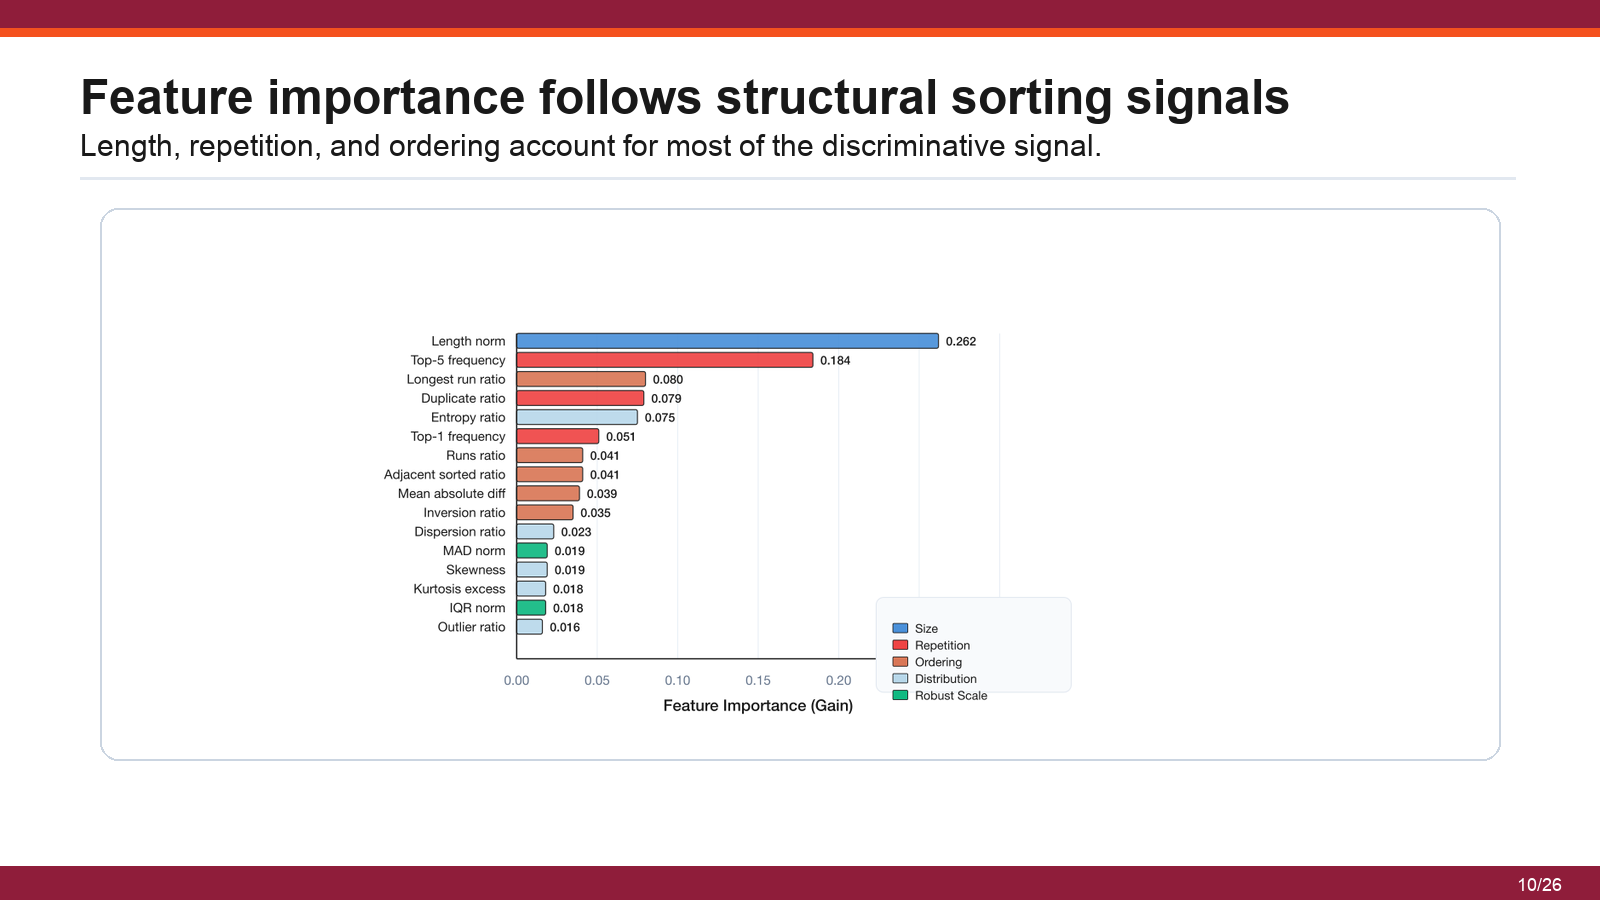 Feature importance follows structural sorting signals
Length, repetition, and ordering account for most of the discriminative signal.
Length norm 0.262
Top-5 frequency 0.184
Longest run ratio 0.080
Duplicate ratio 0.079
Entropy ratio 0.075
Top-1 frequency 0.051
Runs ratio 0.041
Adjacent sorted ratio 0.041
Mean absolute diff 0.039
Inversion ratio 0.035
Dispersion ratio 0.023
MAD norm 0.019
Skewness 0.019
Kurtosis excess 0.018
IQR norm 0.018
Outlier ratio 0.016
0.00 0.05 0.10 0.15 0.20
Feature Importance (Gain)
Size
Repetition
Ordering
Distribution
Robust Scale
10/26